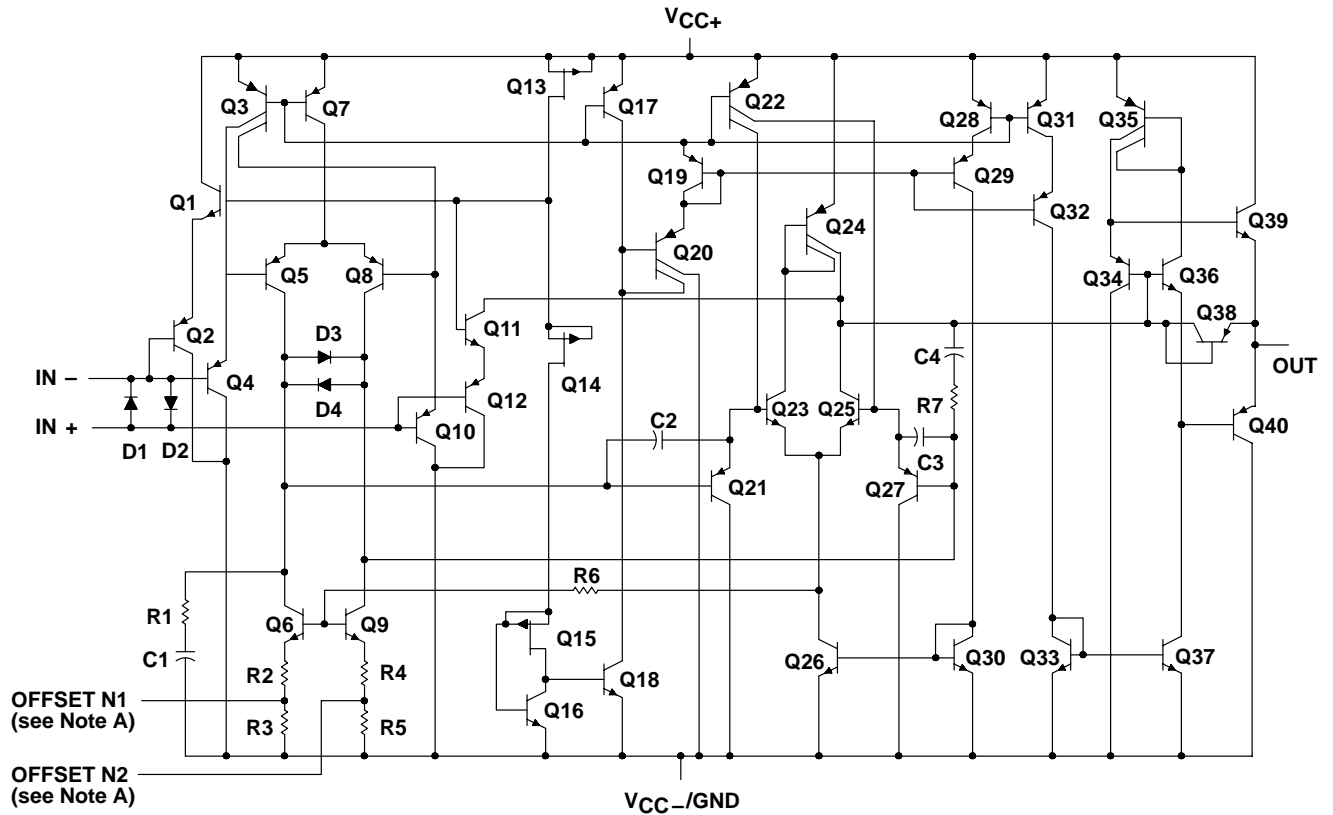 VCC+
Q13
Q3
Q7
Q17
Q22
Q28
Q31
Q35
Q19
Q29
Q1
Q32
Q24
Q39
Q20
Q5
Q8
Q34
Q36
Q38
Q2
Q11
D3
C4
OUT
Q14
IN –
Q4
D4
Q12
R7
Q23
Q25
IN +
C2
Q40
Q10
D1
D2
C3
Q21
Q27
R6
R1
Q6
Q9
Q15
C1
Q26
Q30
Q33
Q37
R2
R4
Q18
OFFSET N1
(see Note A)
Q16
R3
R5
OFFSET N2
(see Note A)
VCC–/GND